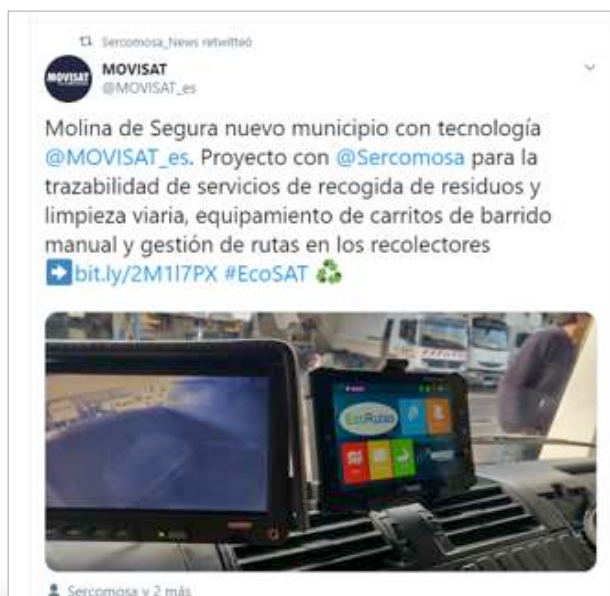 Sercomosa_News retwitteó
MOVISAT
MOVISAT
@MOVISAT_es
Molina de Segura nuevo municipio con tecnología
@MOVISAT_es. Proyecto con @Sercomosa para la
trazabilidad de servicios de recogida de residuos y
limpieza viaria, equipamiento de carritos de barrido
manual y gestión de rutas en los recolectores
bit.ly/2M1l7PX #EcoSAT
EcoRutas
Sercomosa y 2 más